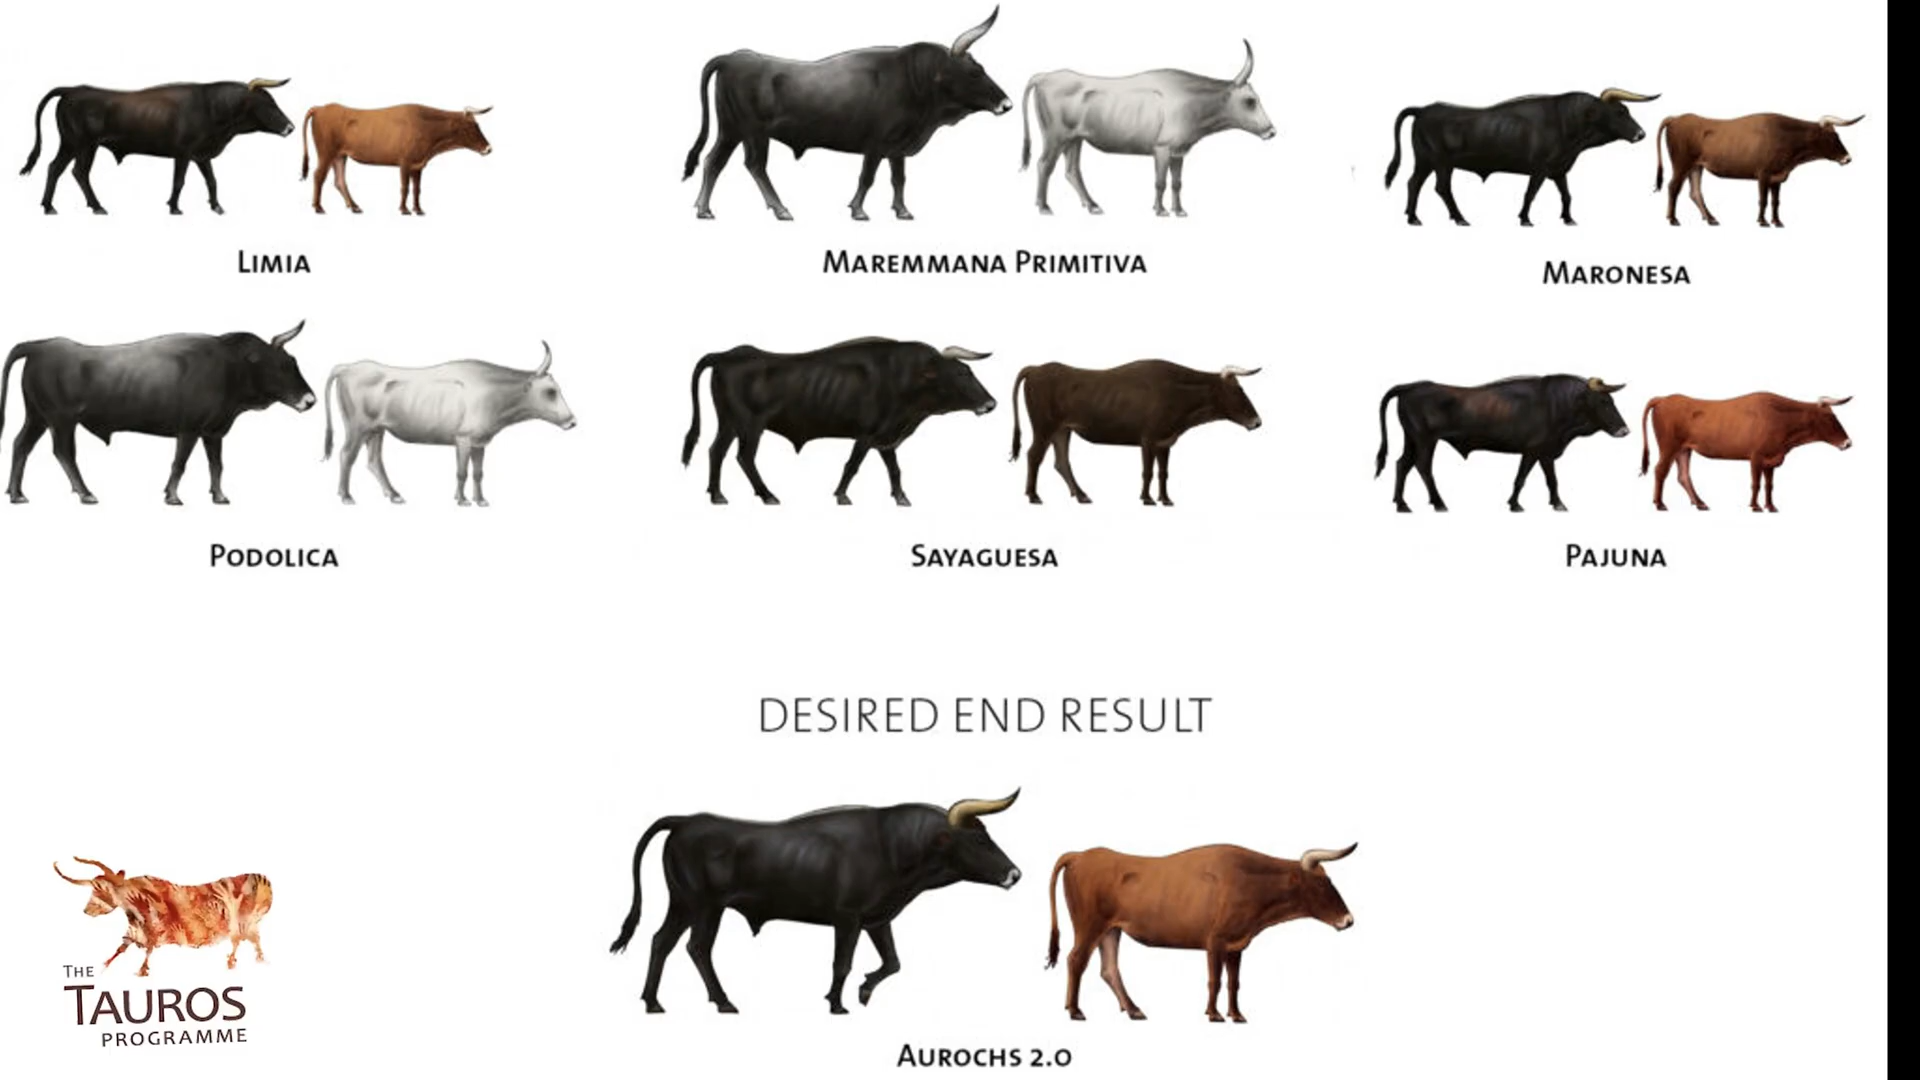 Limia
Maremmana Primitiva
Maronesa
Podolica
Sayaguesa
Pajuna
DESIRED END RESULT
The
Tauros
Programme
Aurochs 2.0